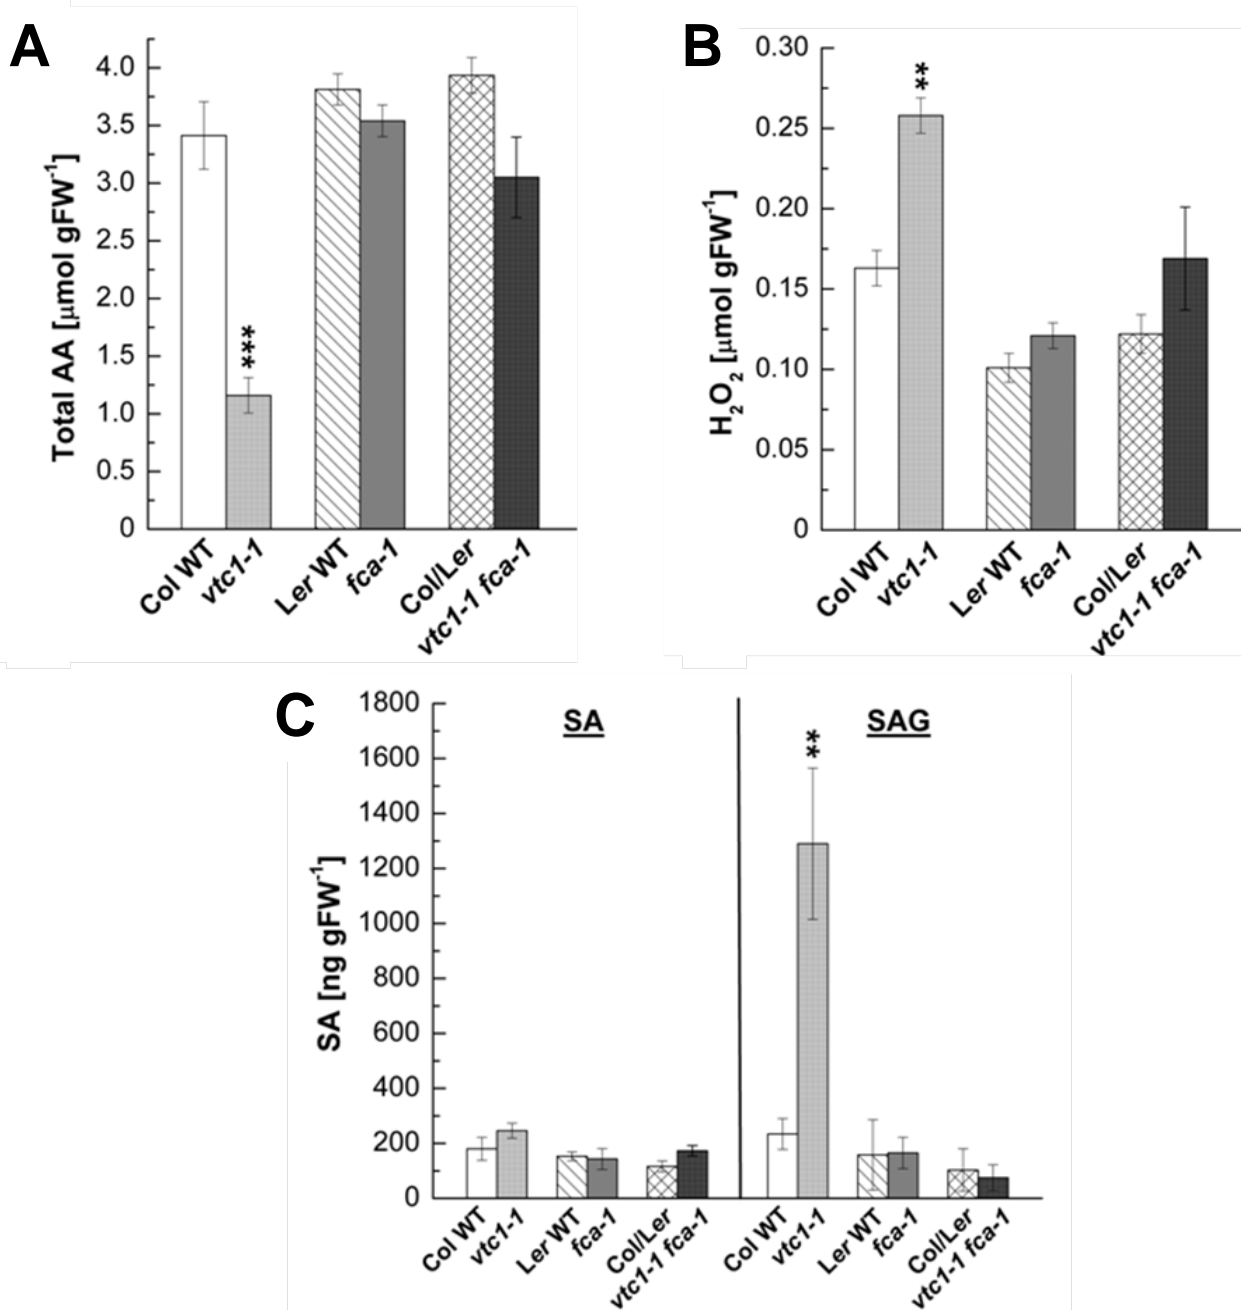 A
Total AA [μmol gFW⁻¹]
4.0
3.5
3.0
2.5
2.0
1.5
1.0
0.5
0
***
Col WT
vtc1-1
Ler WT
fca-1
Col/Ler
vtc1-1 fca-1
B
H₂O₂ [μmol gFW⁻¹]
0.30
0.25
0.20
0.15
0.10
0.05
0
**
Col WT
vtc1-1
Ler WT
fca-1
Col/Ler
vtc1-1 fca-1
C
SA [ng gFW⁻¹]
1800
1600
1400
1200
1000
800
600
400
200
0
SA
SAG
**
Col WT
vtc1-1
Ler WT
fca-1
Col/Ler
vtc1-1 fca-1
Col WT
vtc1-1
Ler WT
fca-1
Col/Ler
vtc1-1 fca-1